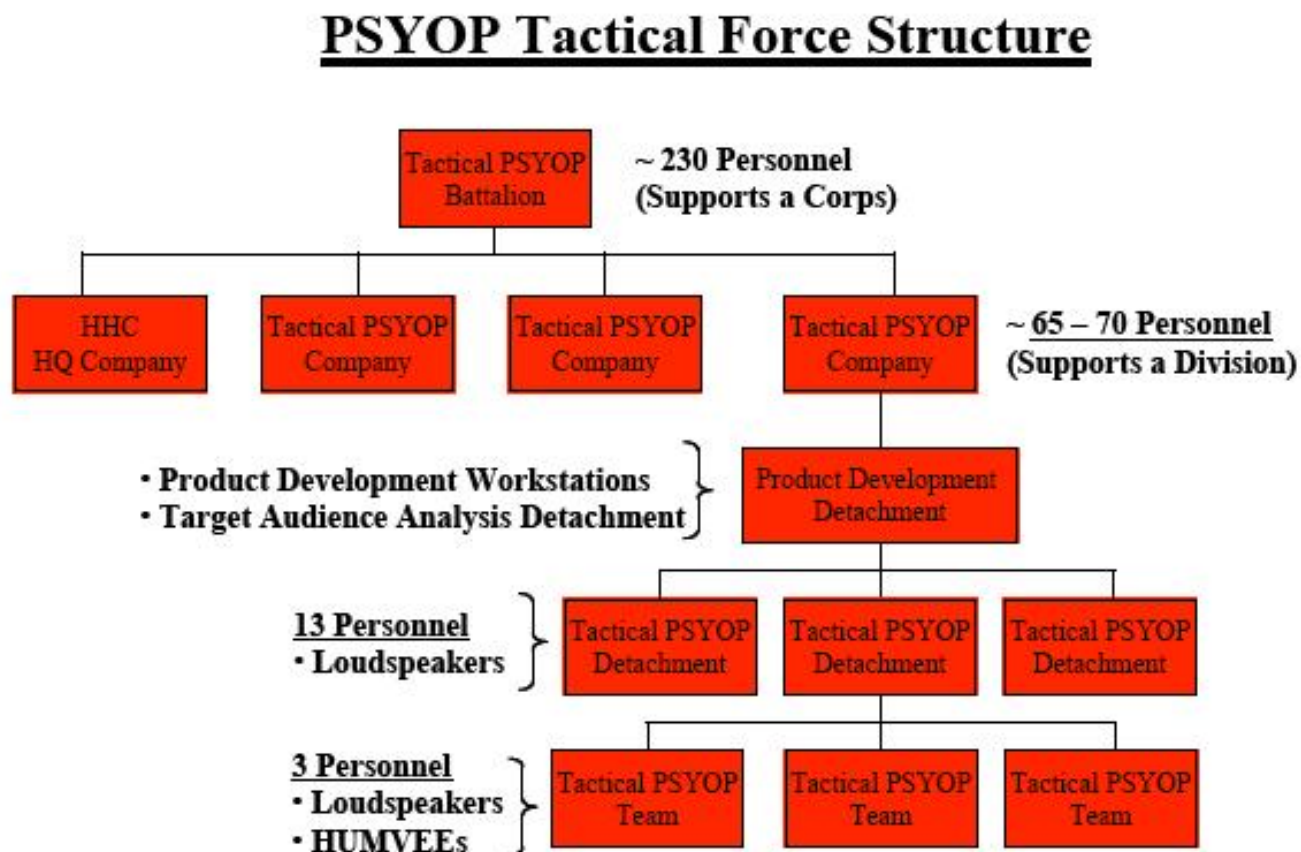 PSYOP Tactical Force Structure
Tactical PSYOP
Battalion
~ 230 Personnel
(Supports a Corps)
HHC
HQ Company
Tactical PSYOP
Company
Tactical PSYOP
Company
Tactical PSYOP
Company
~ 65 – 70 Personnel
(Supports a Division)
• Product Development Workstations
• Target Audience Analysis Detachment
Product Development
Detachment
13 Personnel
• Loudspeakers
Tactical PSYOP
Detachment
Tactical PSYOP
Detachment
Tactical PSYOP
Detachment
3 Personnel
• Loudspeakers
• HUMVEEs
Tactical PSYOP
Team
Tactical PSYOP
Team
Tactical PSYOP
Team